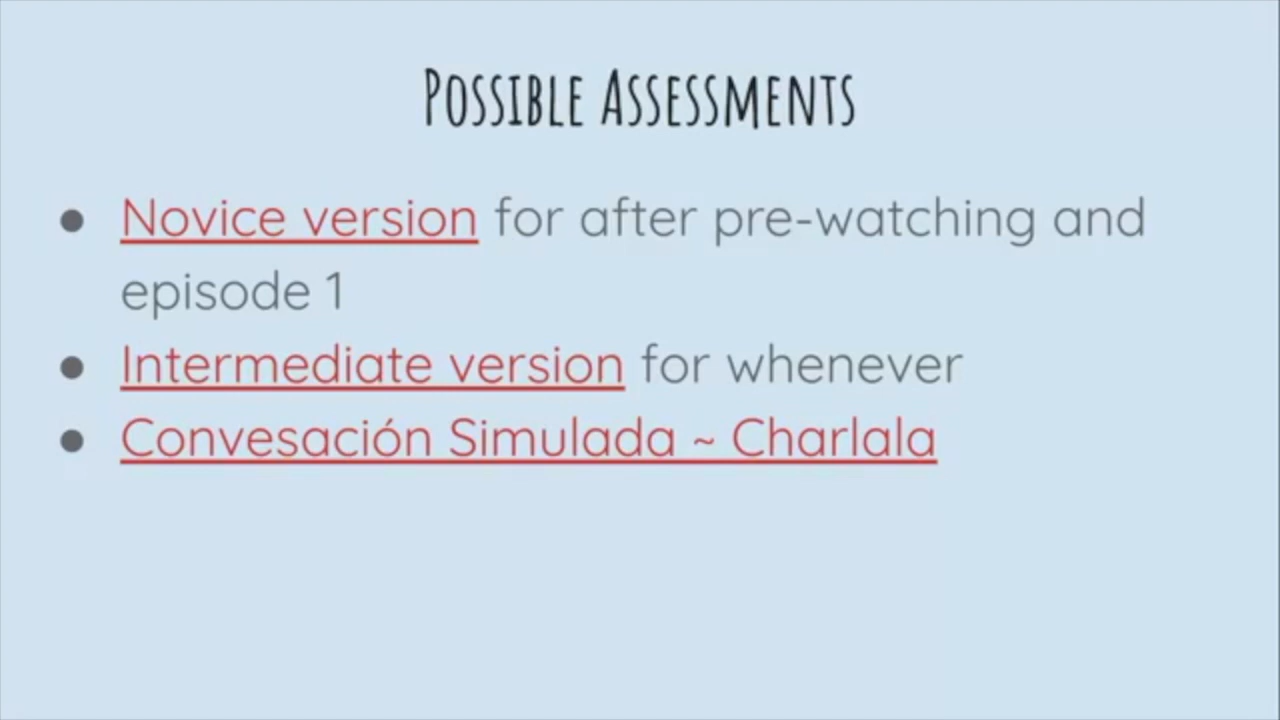 Possible Assessments
● Novice version for after pre-watching and
episode 1
● Intermediate version for whenever
● Convesación Simulada ~ Charlala